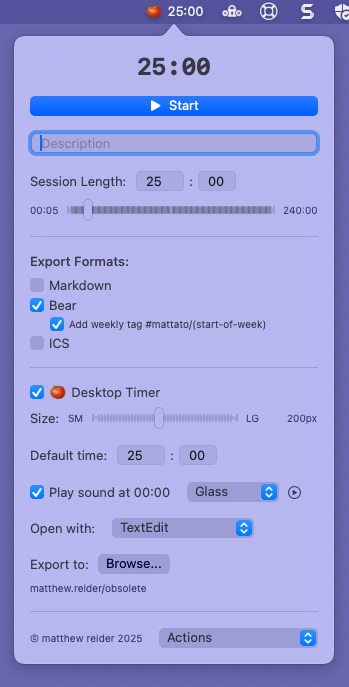 25:00
25:00
Start
Description
Session Length: 25 : 00
00:05 240:00
Export Formats:
Markdown
Bear
Add weekly tag #mattato/(start-of-week)
ICS
Desktop Timer
Size: SM LG 200px
Default time: 25 : 00
Play sound at 00:00 Glass
Open with: TextEdit
Export to: Browse...
matthew.reider/obsolete
© matthew reider 2025 Actions